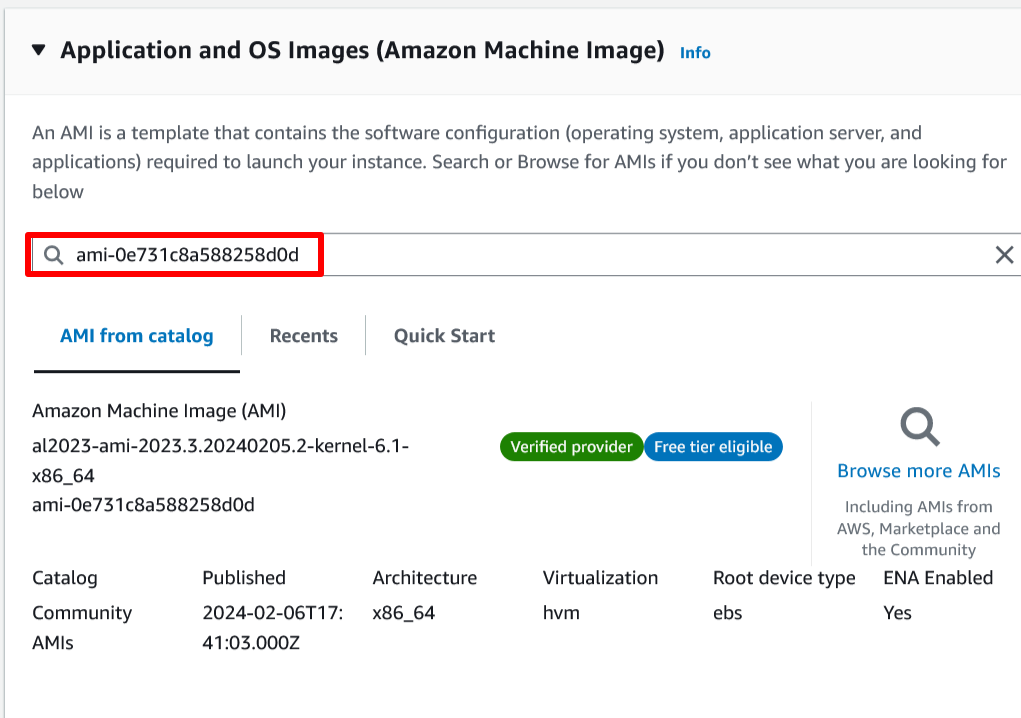 Application and OS Images (Amazon Machine Image) Info
An AMI is a template that contains the software configuration (operating system, application server, and
applications) required to launch your instance. Search or Browse for AMIs if you don’t see what you are looking for
below
ami-0e731c8a588258d0d
AMI from catalog
Recents
Quick Start
Amazon Machine Image (AMI)
al2023-ami-2023.3.20240205.2-kernel-6.1-
x86_64
ami-0e731c8a588258d0d
Verified provider
Free tier eligible
Browse more AMIs
Including AMIs from
AWS, Marketplace and
the Community
Catalog
Community
AMIs
Published
2024-02-06T17:
41:03.000Z
Architecture
x86_64
Virtualization
hvm
Root device type
ebs
ENA Enabled
Yes